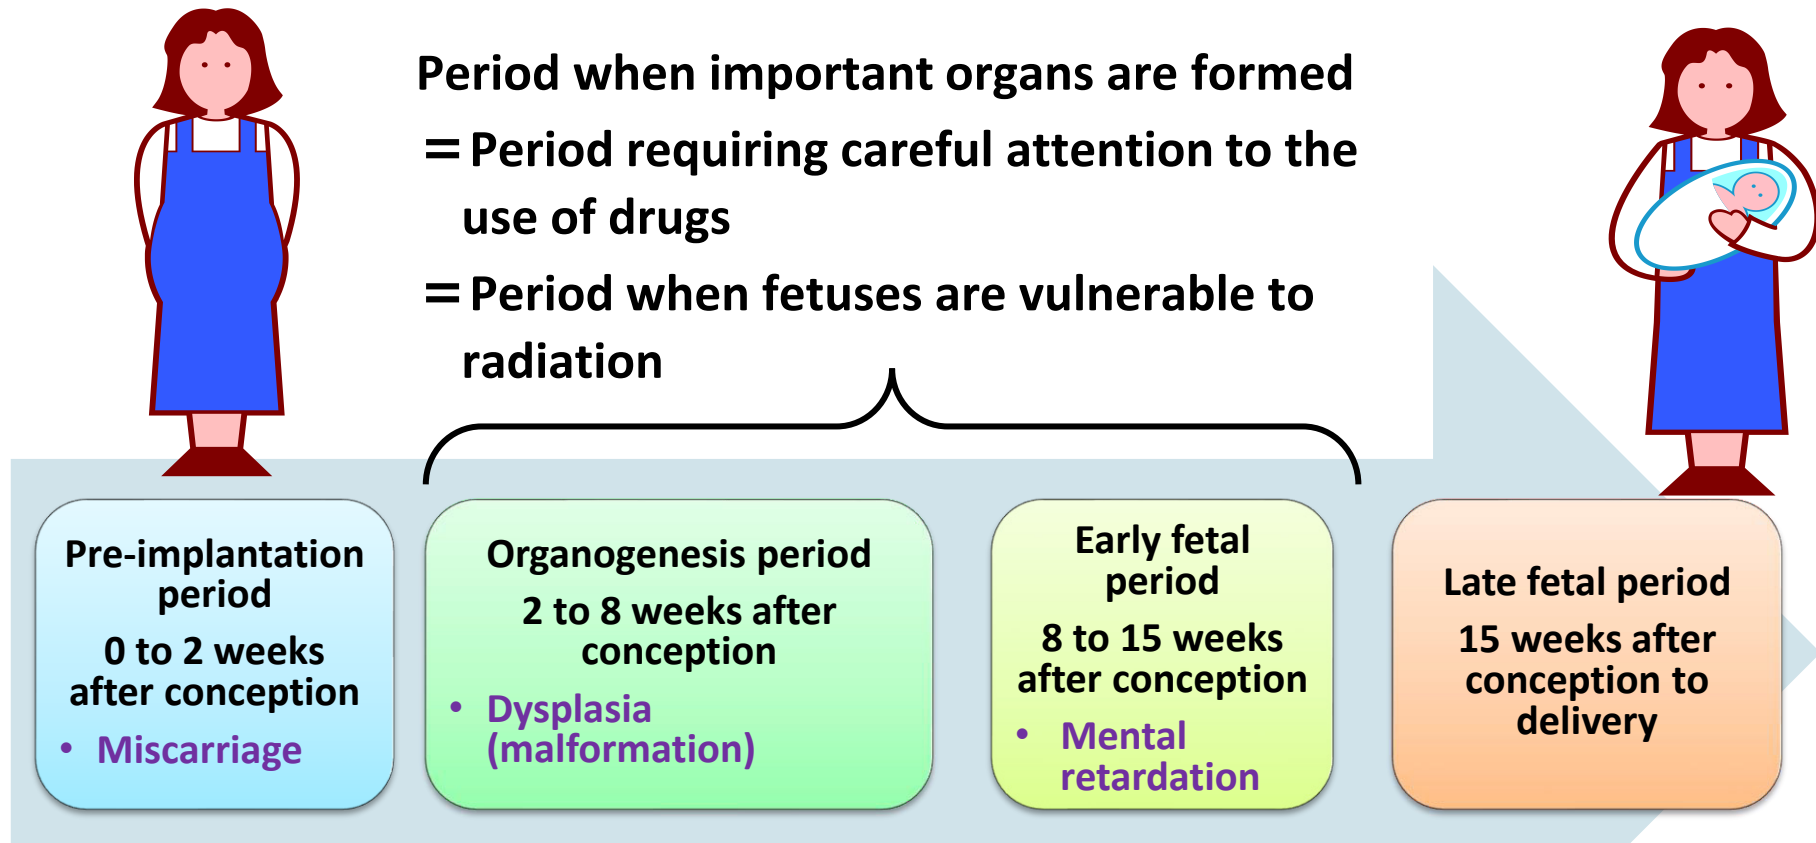 Period when important organs are formed
= Period requiring careful attention to the
use of drugs
= Period when fetuses are vulnerable to
radiation
Pre-implantation
period
0 to 2 weeks
after conception
• Miscarriage
Organogenesis period
2 to 8 weeks after
conception
• Dysplasia
(malformation)
Early fetal
period
8 to 15 weeks
after conception
• Mental
retardation
Late fetal period
15 weeks after
conception to
delivery